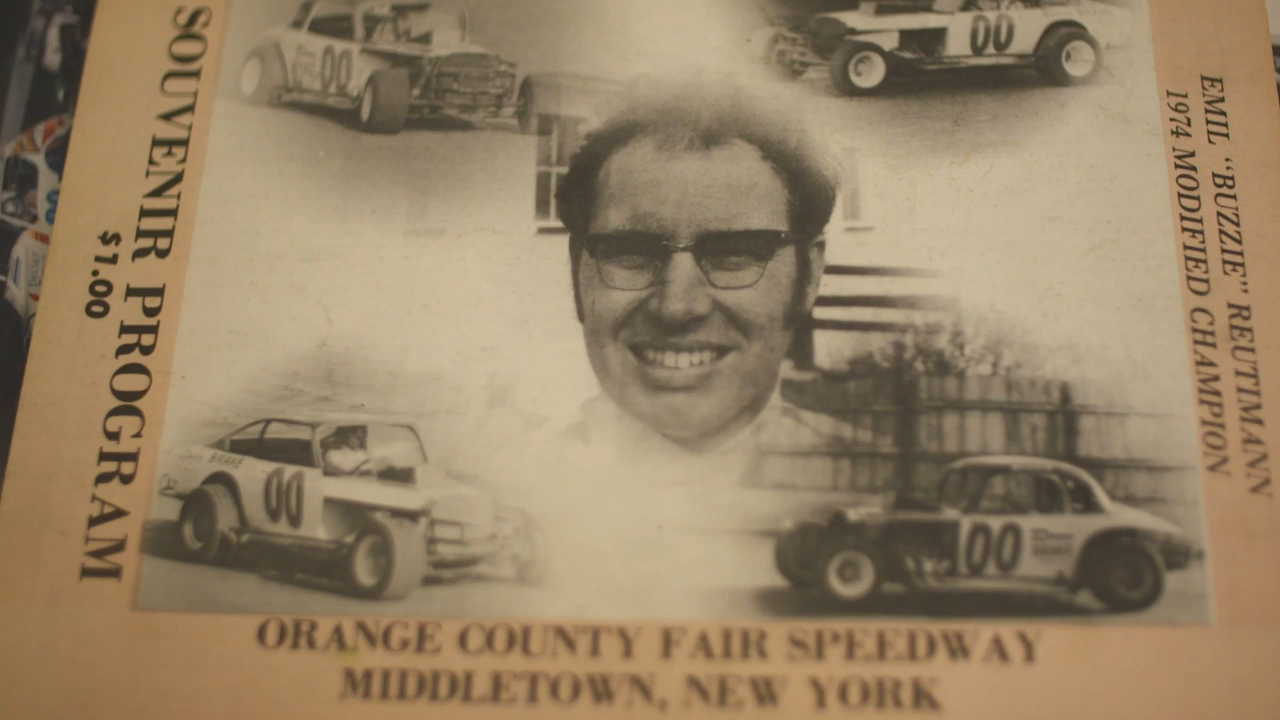 SOUVENIR PROGRAM
$1.00
00
00
EMIL "BUZZIE" REUTIMANN
1974 MODIFIED CHAMPION
BRAKE
00
00
ORANGE COUNTY FAIR SPEEDWAY
MIDDLETOWN, NEW YORK